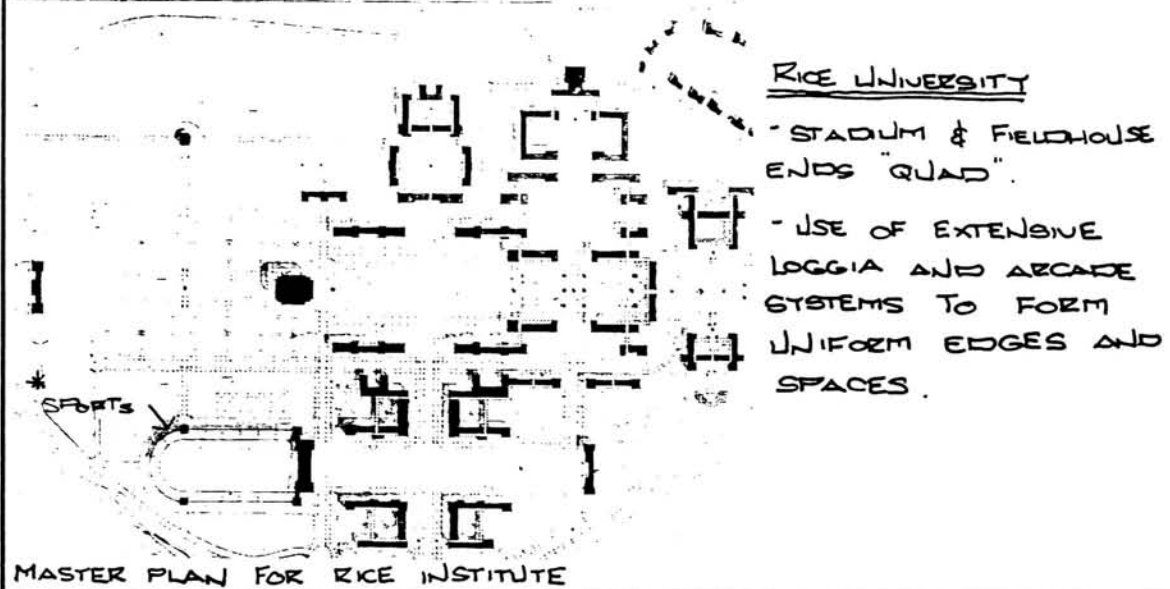 RICE UNIVERSITY
- STADIUM & FIELDHOUSE
ENDS "QUAD".
- USE OF EXTENSIVE
LOGGIA AND ARCADE
SYSTEMS TO FORM
UNIFORM EDGES AND
SPACES.
SPORTS
MASTER PLAN FOR RICE INSTITUTE